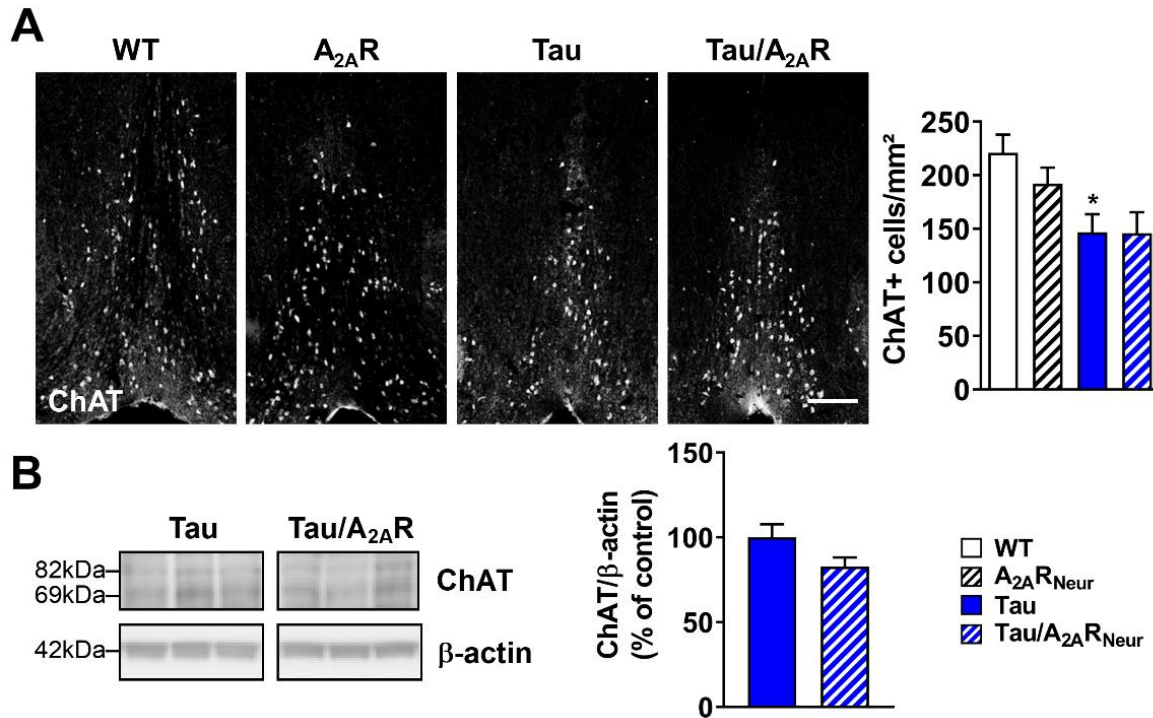 A
WT
A2AR
Tau
Tau/A2AR
ChAT
ChAT+ cells/mm²
250
200
150
100
50
0
*
B
Tau
Tau/A2AR
82kDa
69kDa
ChAT
42kDa
β-actin
ChAT/β-actin
(% of control)
150
100
50
0
WT
A2ARNeur
Tau
Tau/A2ARNeur